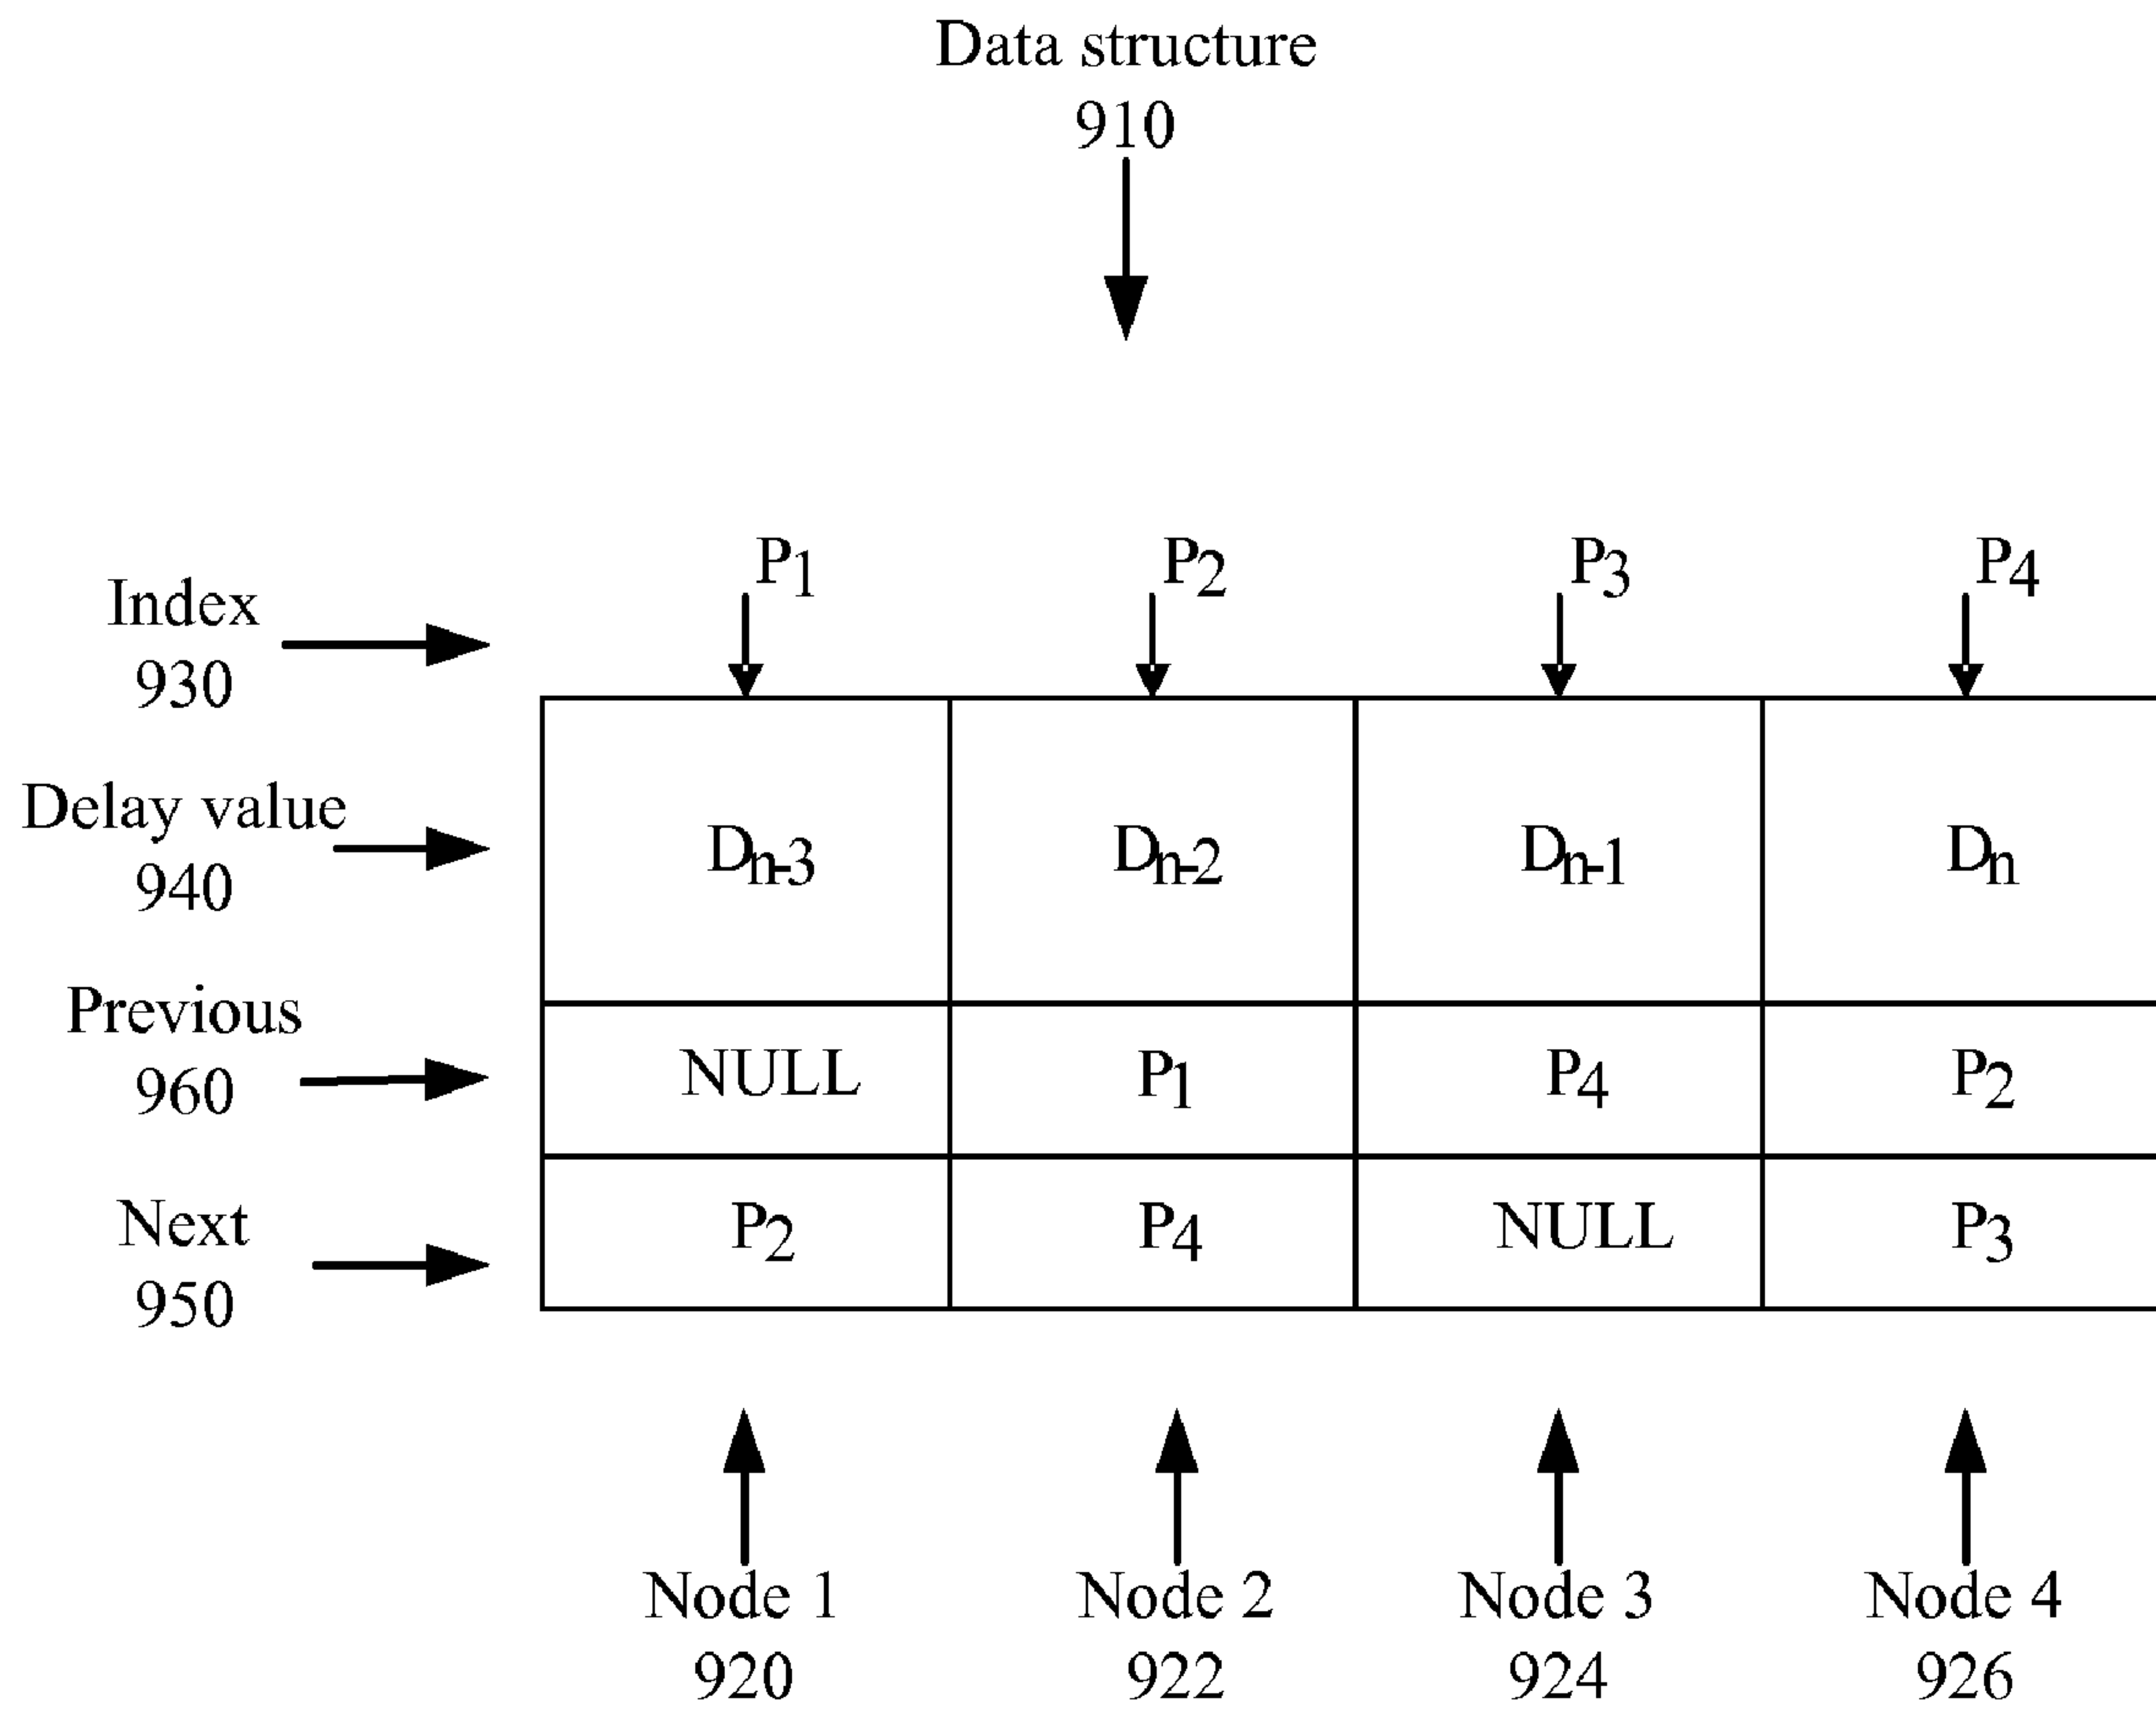 Data structure
910
P1 P2 P3 P4
Index
930
Delay value
940
Dn-3 Dn-2 Dn-1 Dn
Previous
960
NULL P1 P4 P2
Next
950
P2 P4 NULL P3
Node 1 Node 2 Node 3 Node 4
920 922 924 926